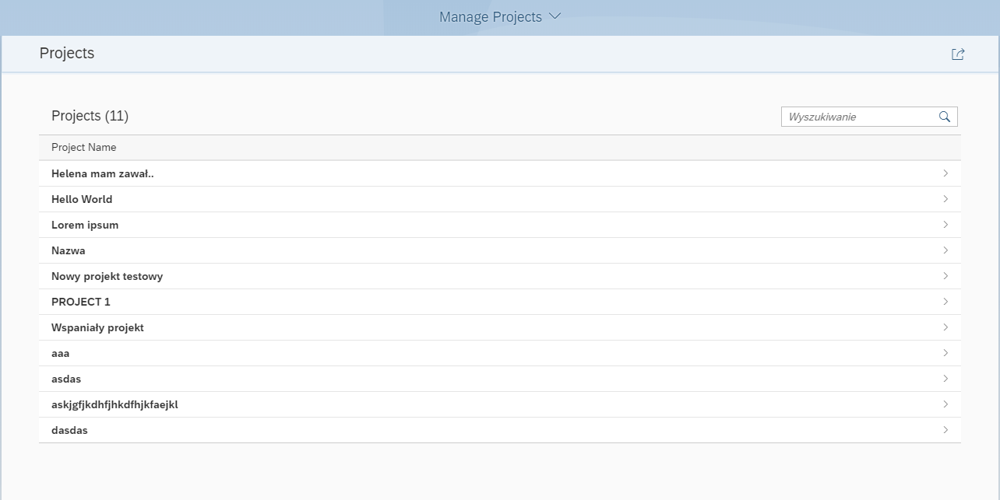 Manage Projects
Projects
Projects (11)
Wyszukiwanie
Project Name
Helena mam zawał..
Hello World
Lorem ipsum
Nazwa
Nowy projekt testowy
PROJECT 1
Wspaniały projekt
aaa
asdas
askjgfjkdhfjhkdfhjkfaejkl
dasdas